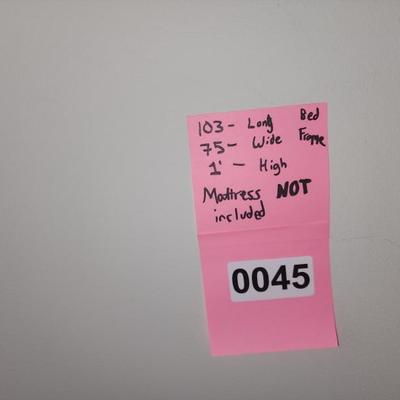 103- Long Bed
75- Wide Frame
1' - High
Mattress NOT
included
0045